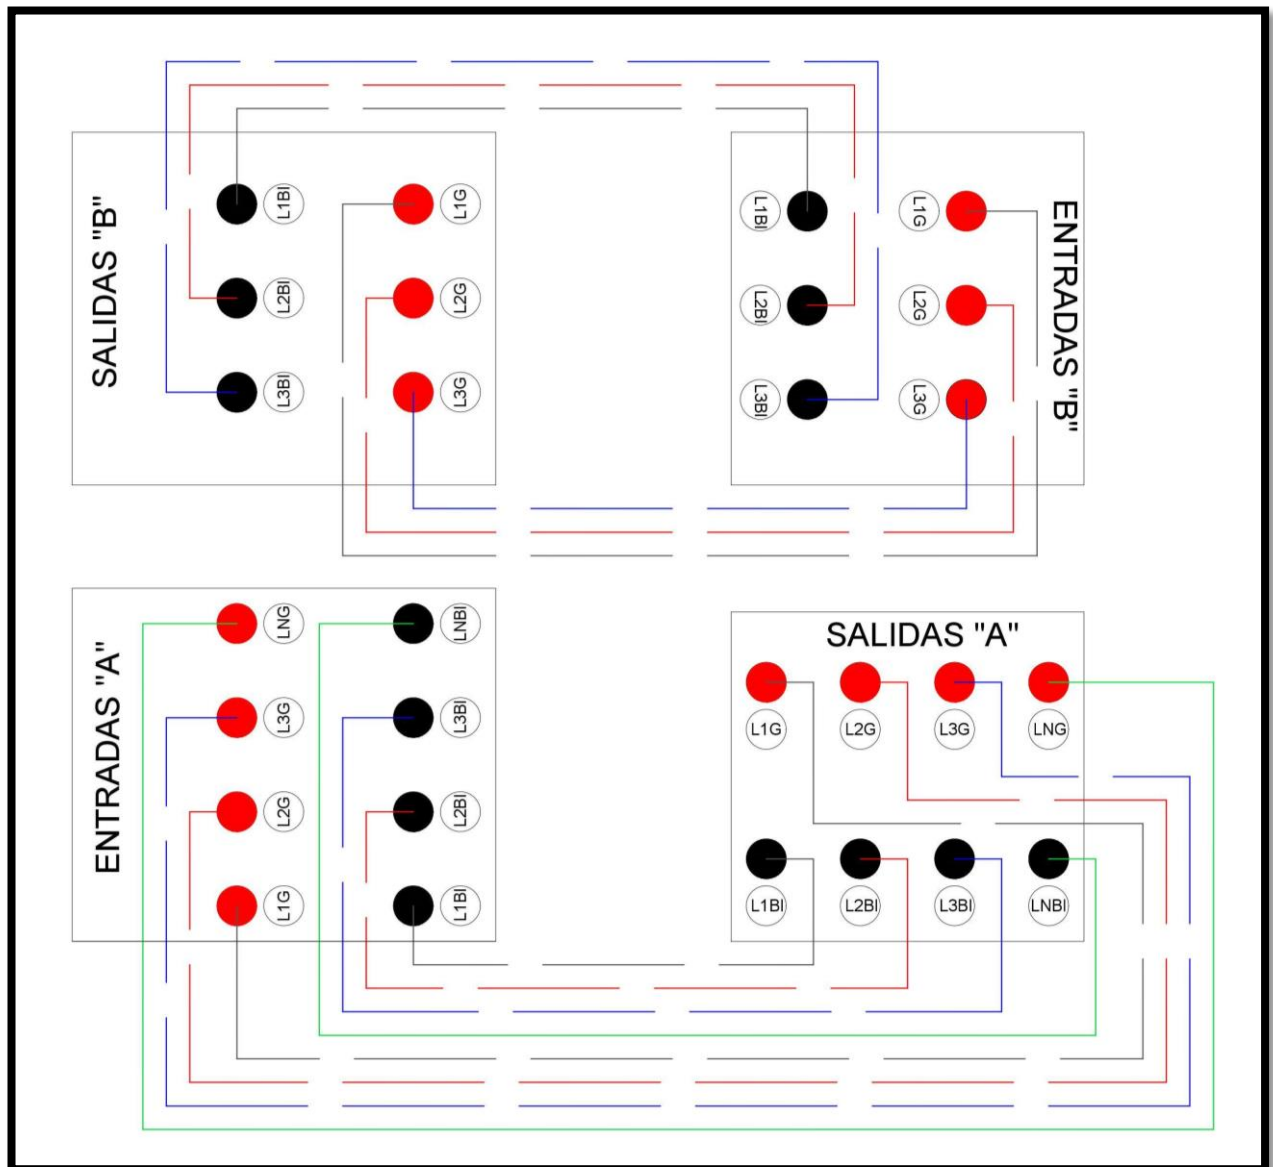 SALIDAS "B"
L1BI
L1G
L2BI
L2G
L3BI
L3G
ENTRADAS "B"
L1BI
L1G
L2BI
L2G
L3BI
L3G
ENTRADAS "A"
LNG
LNBI
L3G
L3BI
L2G
L2BI
L1G
L1BI
SALIDAS "A"
L1G L2G L3G LNG
L1BI L2BI L3BI LNBI